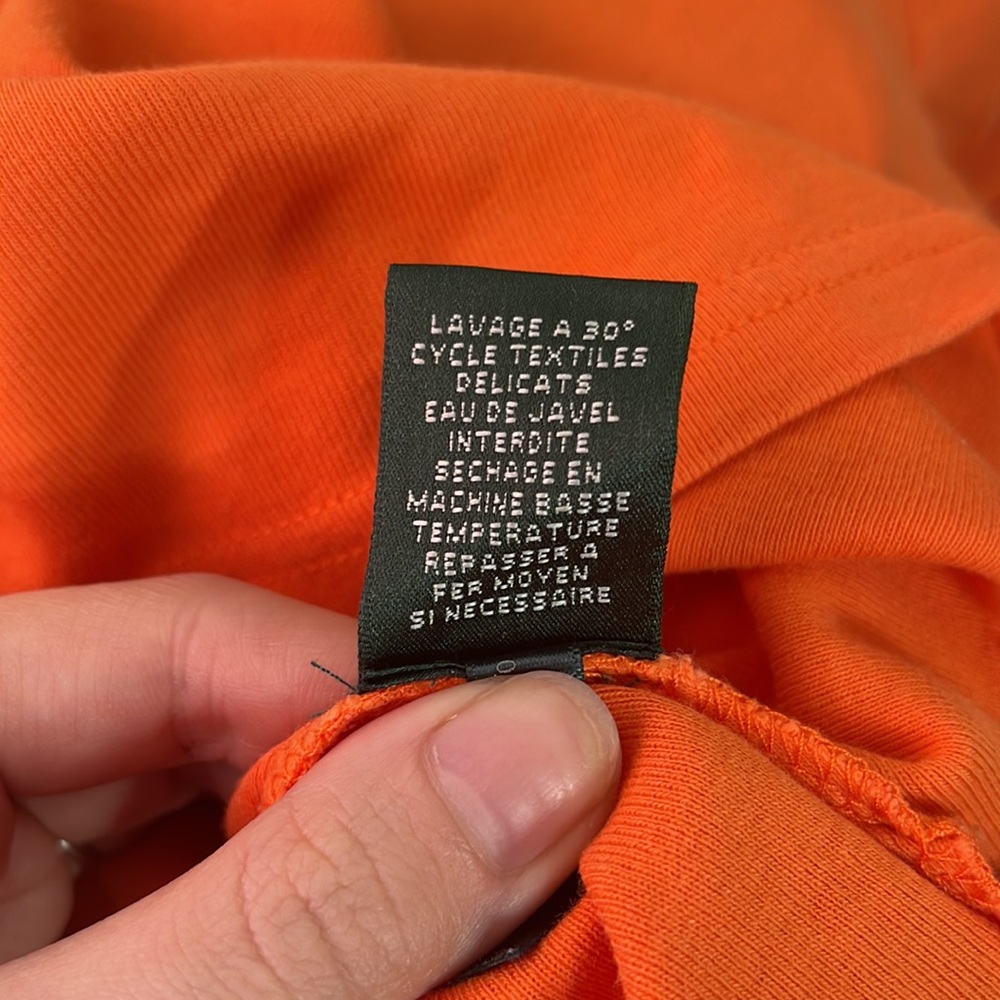 LAVAGE A 30°
CYCLE TEXTILES
DELICATS
EAU DE JAVEL
INTERDITE
SECHAGE EN
MACHINE BASSE
TEMPERATURE
REPASSER A
FER MOYEN
SI NECESSAIRE